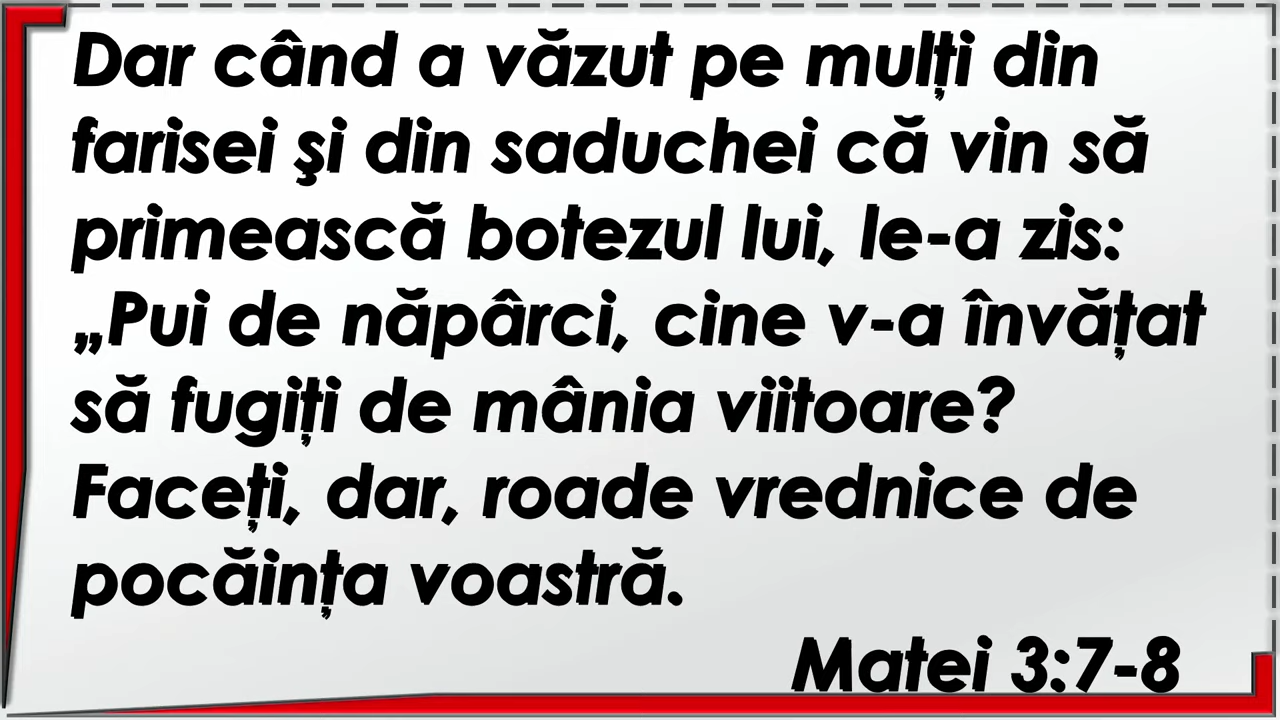 Dar când a văzut pe mulți din
farisei şi din saduchei că vin să
primească botezul lui, le-a zis:
„Pui de năpârci, cine v-a învățat
să fugiți de mânia viitoare?
Faceți, dar, roade vrednice de
pocăința voastră.
Matei 3:7-8